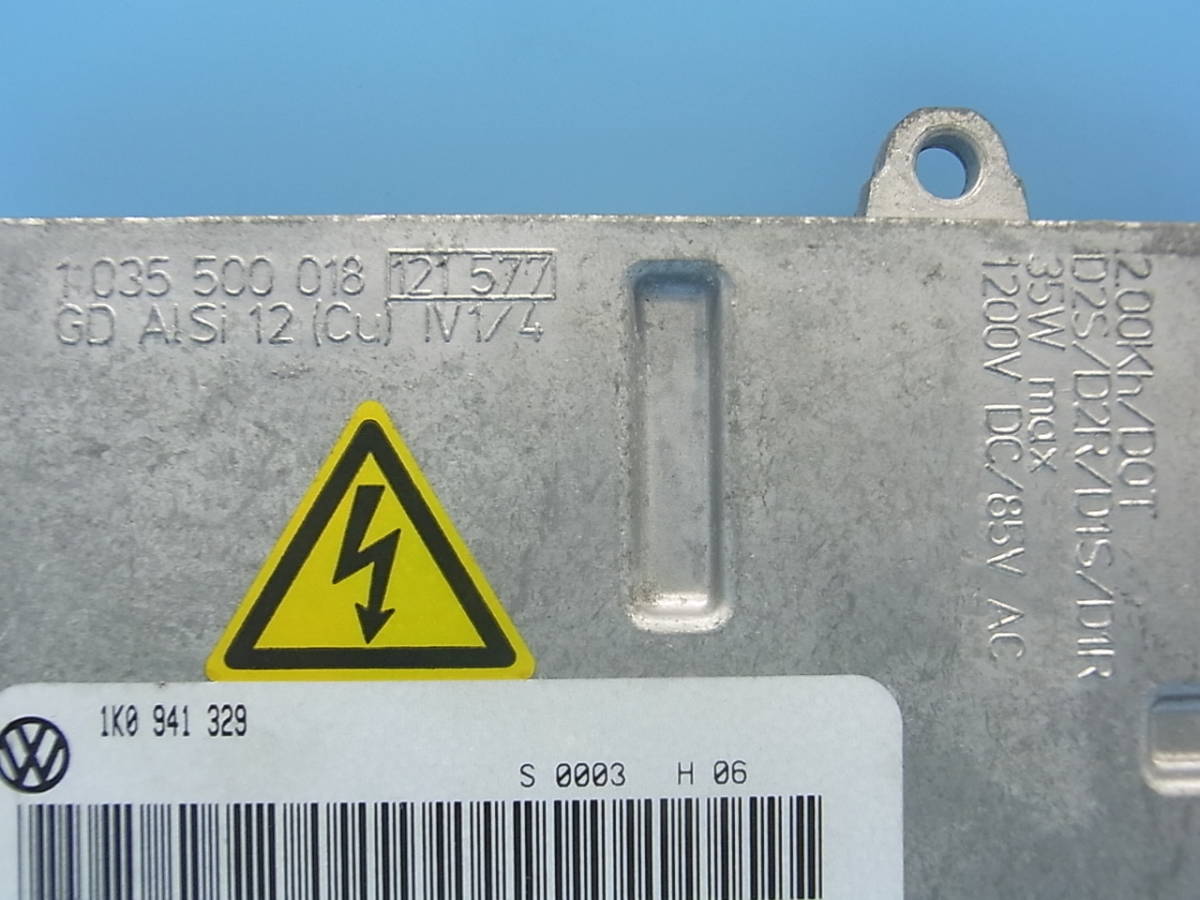 1 035 500 018 121 577
GD AlSi 12 (Cu) IV1/4
2.00Kh/DOT
D2S/D2R/D1S/D1R
35W max
1200V DC/85V AC
1K0 941 329
S 0003 H 06